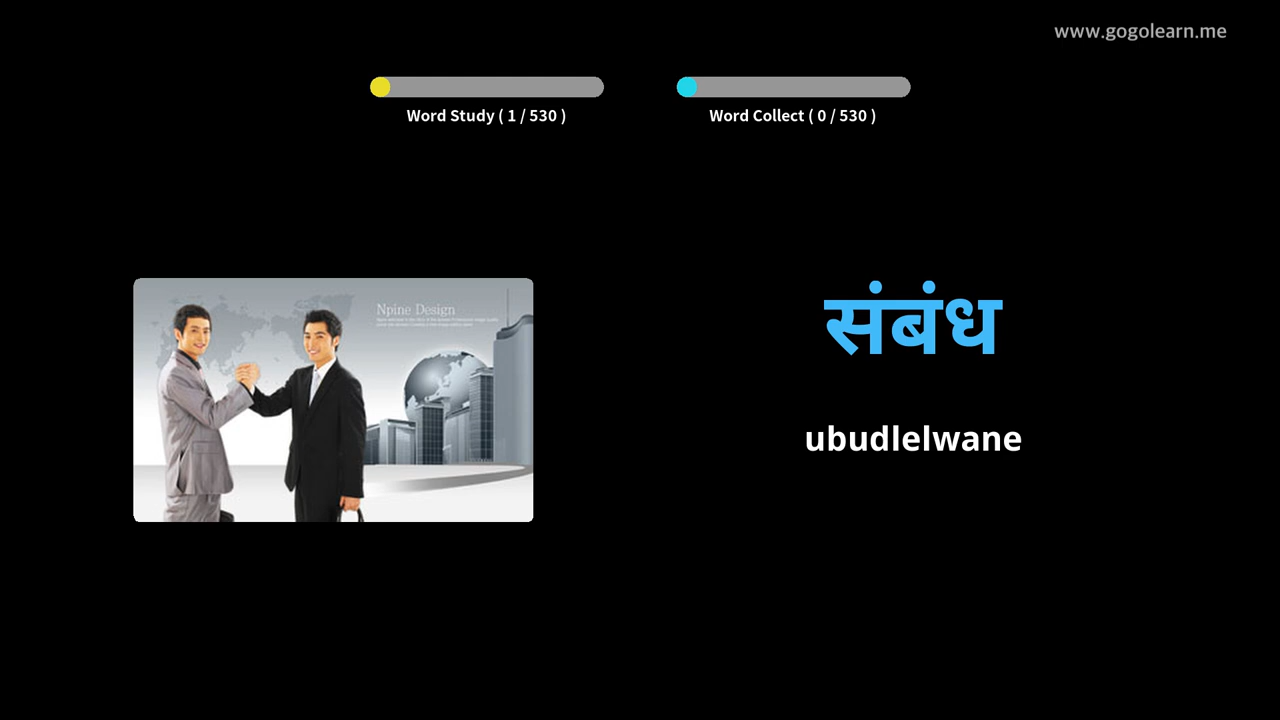 www.gogolearn.me
Word Study ( 1 / 530 )
Word Collect ( 0 / 530 )
Npine Design
संबंध
ubudlelwane